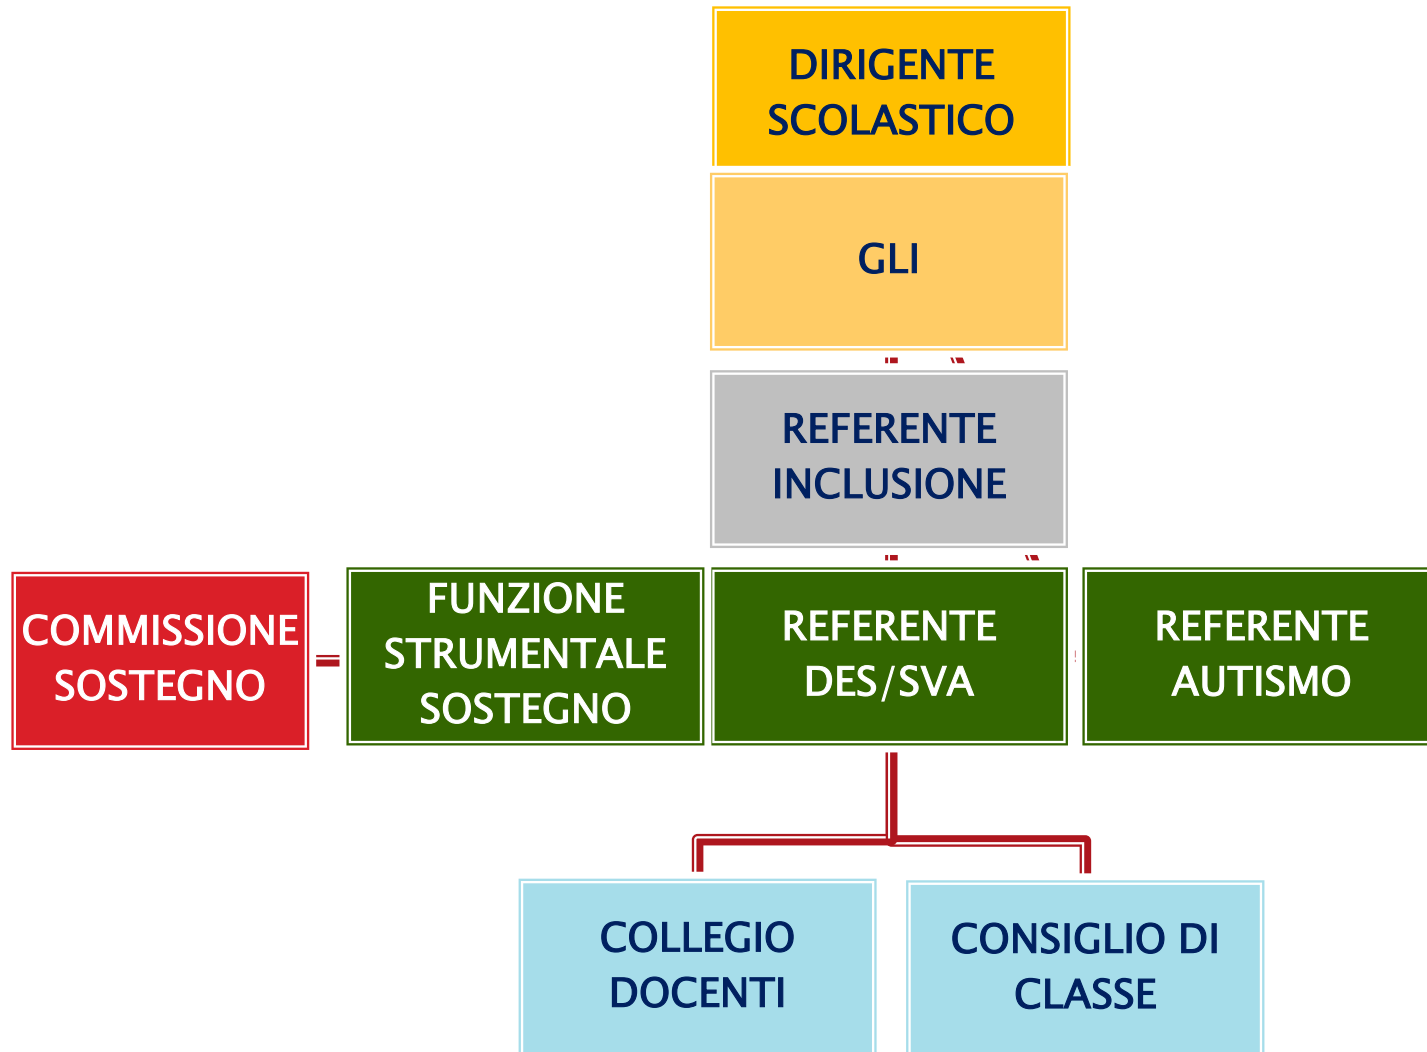 DIRIGENTE
SCOLASTICO
GLI
REFERENTE
INCLUSIONE
COMMISSIONE
SOSTEGNO
FUNZIONE
STRUMENTALE
SOSTEGNO
REFERENTE
DES/SVA
REFERENTE
AUTISMO
COLLEGIO
DOCENTI
CONSIGLIO DI
CLASSE